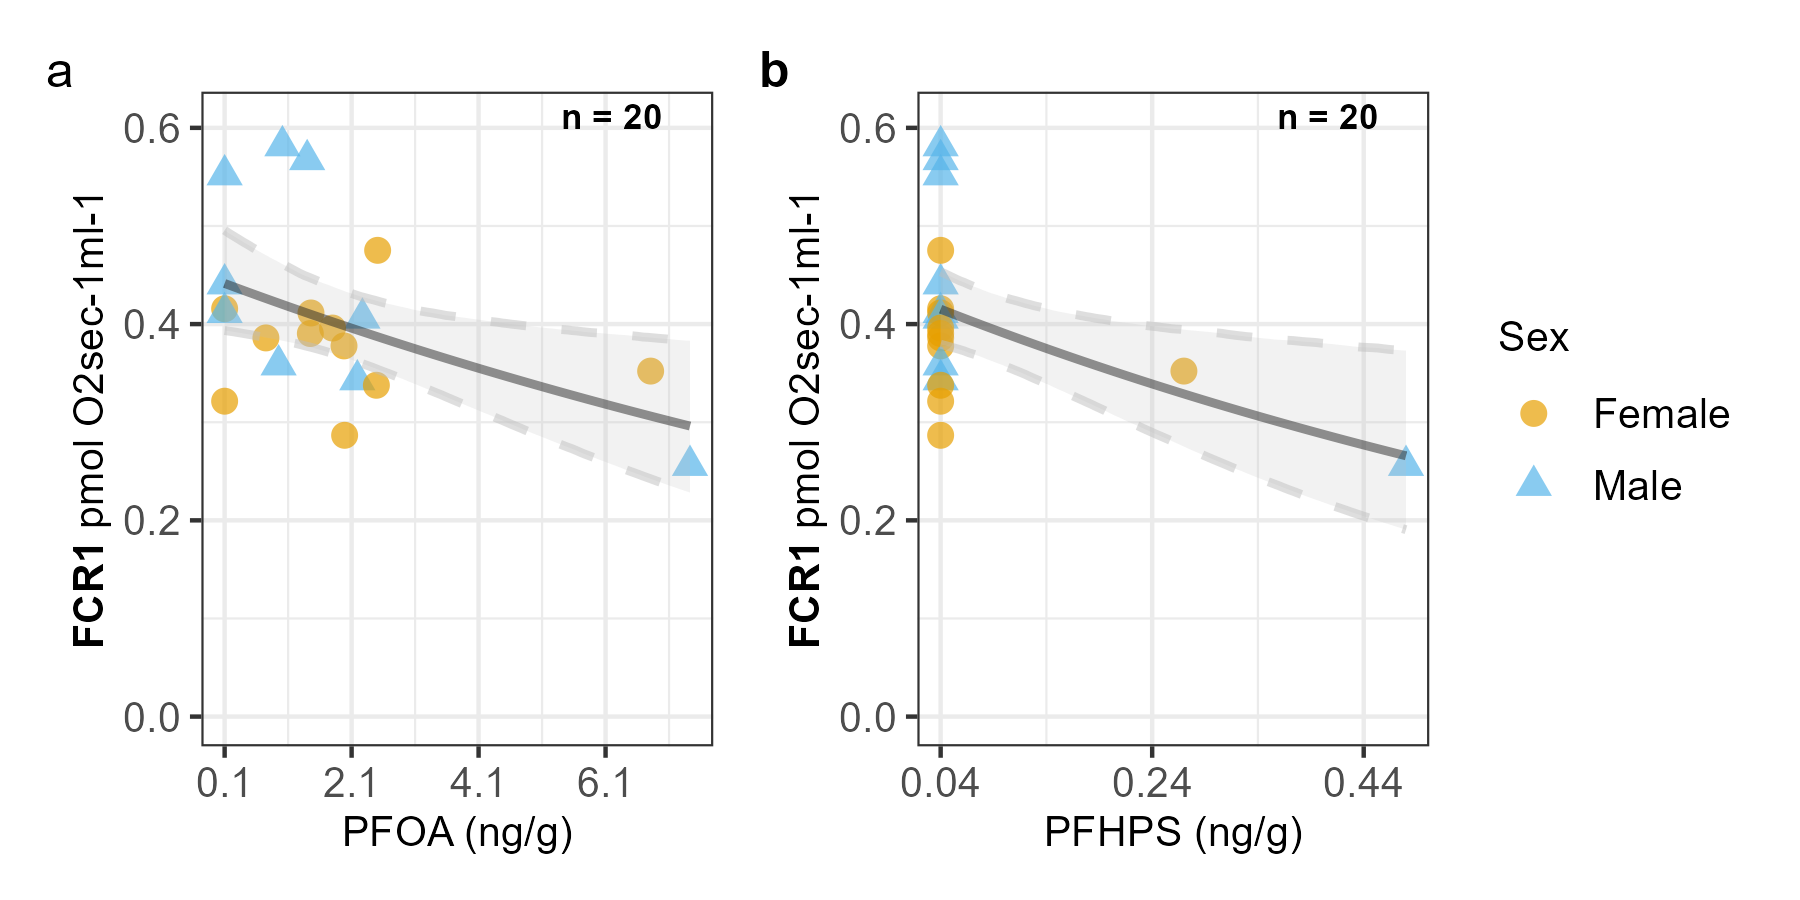 a
n = 20
FCR1 pmol O2sec-1ml-1
0.6
0.4
0.2
0.0
0.1 2.1 4.1 6.1
PFOA (ng/g)
b
n = 20
FCR1 pmol O2sec-1ml-1
0.6
0.4
0.2
0.0
0.04 0.24 0.44
PFHPS (ng/g)
Sex
Female
Male